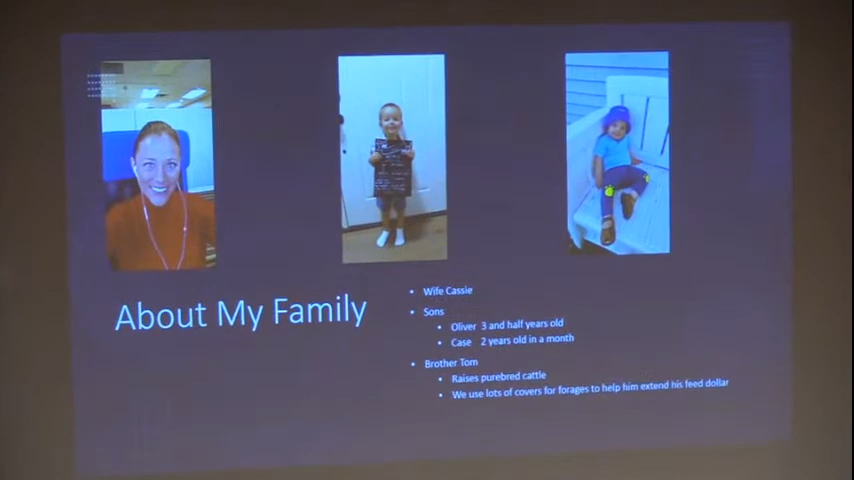 About My Family
Wife Cassie
Sons
Oliver 3 and half years old
Case 2 years old in a month
Brother Tom
Raises purebred cattle
We use lots of covers for forages to help him extend his feed dollar